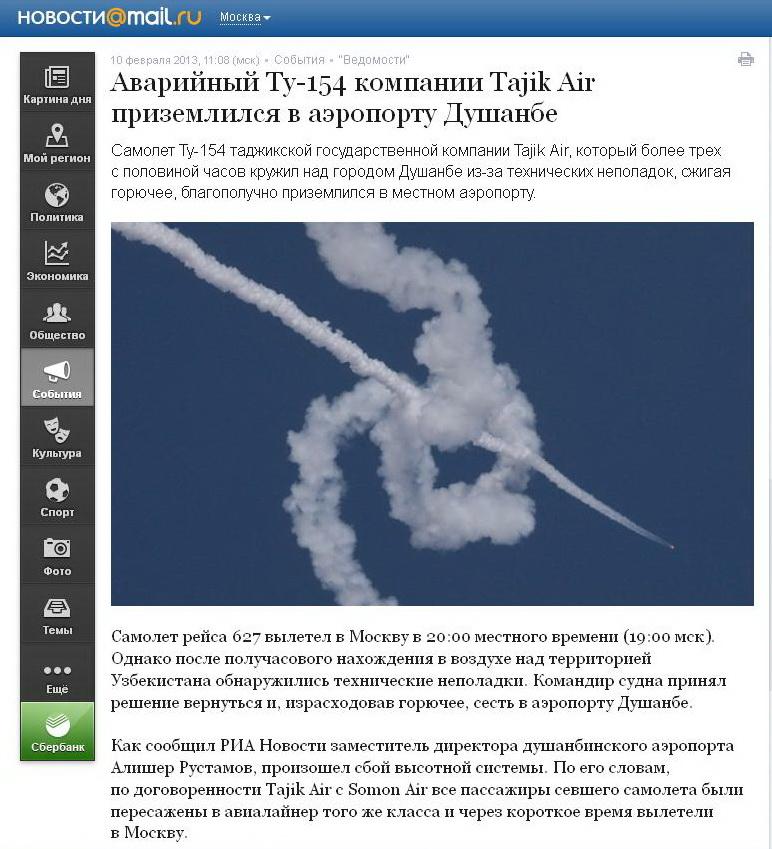 НОВОСТИ@mail.ru
Москва
10 февраля 2013, 11:08 (мск) • События • "Ведомости"
Аварийный Ту-154 компании Tajik Air
приземлился в аэропорту Душанбе
Самолет Ту-154 таджикской государственной компании Tajik Air, который более трех
с половиной часов кружил над городом Душанбе из-за технических неполадок, сжигая
горючее, благополучно приземлился в местном аэропорту.
Картина дня
Мой регион
Политика
Экономика
Общество
События
Культура
Спорт
Фото
Темы
Ещё
Сбербанк
Самолет рейса 627 вылетел в Москву в 20:00 местного времени (19:00 мск).
Однако после получасового нахождения в воздухе над территорией
Узбекистана обнаружились технические неполадки. Командир судна принял
решение вернуться и, израсходовав горючее, сесть в аэропорту Душанбе.
Как сообщил РИА Новости заместитель директора душанбинского аэропорта
Алишер Рустамов, произошел сбой высотной системы. По его словам,
по договоренности Tajik Air с Somon Air все пассажиры севшего самолета были
пересажены в авиалайнер того же класса и через короткое время вылетели
в Москву.